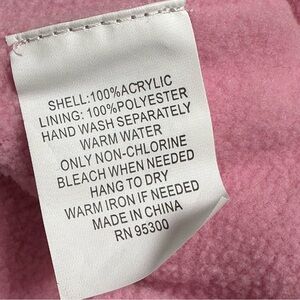 SHELL:100%ACRYLIC
LINING: 100%POLYESTER
HAND WASH SEPARATELY
WARM WATER
ONLY NON-CHLORINE
BLEACH WHEN NEEDED
HANG TO DRY
WARM IRON IF NEEDED
MADE IN CHINA
RN 95300